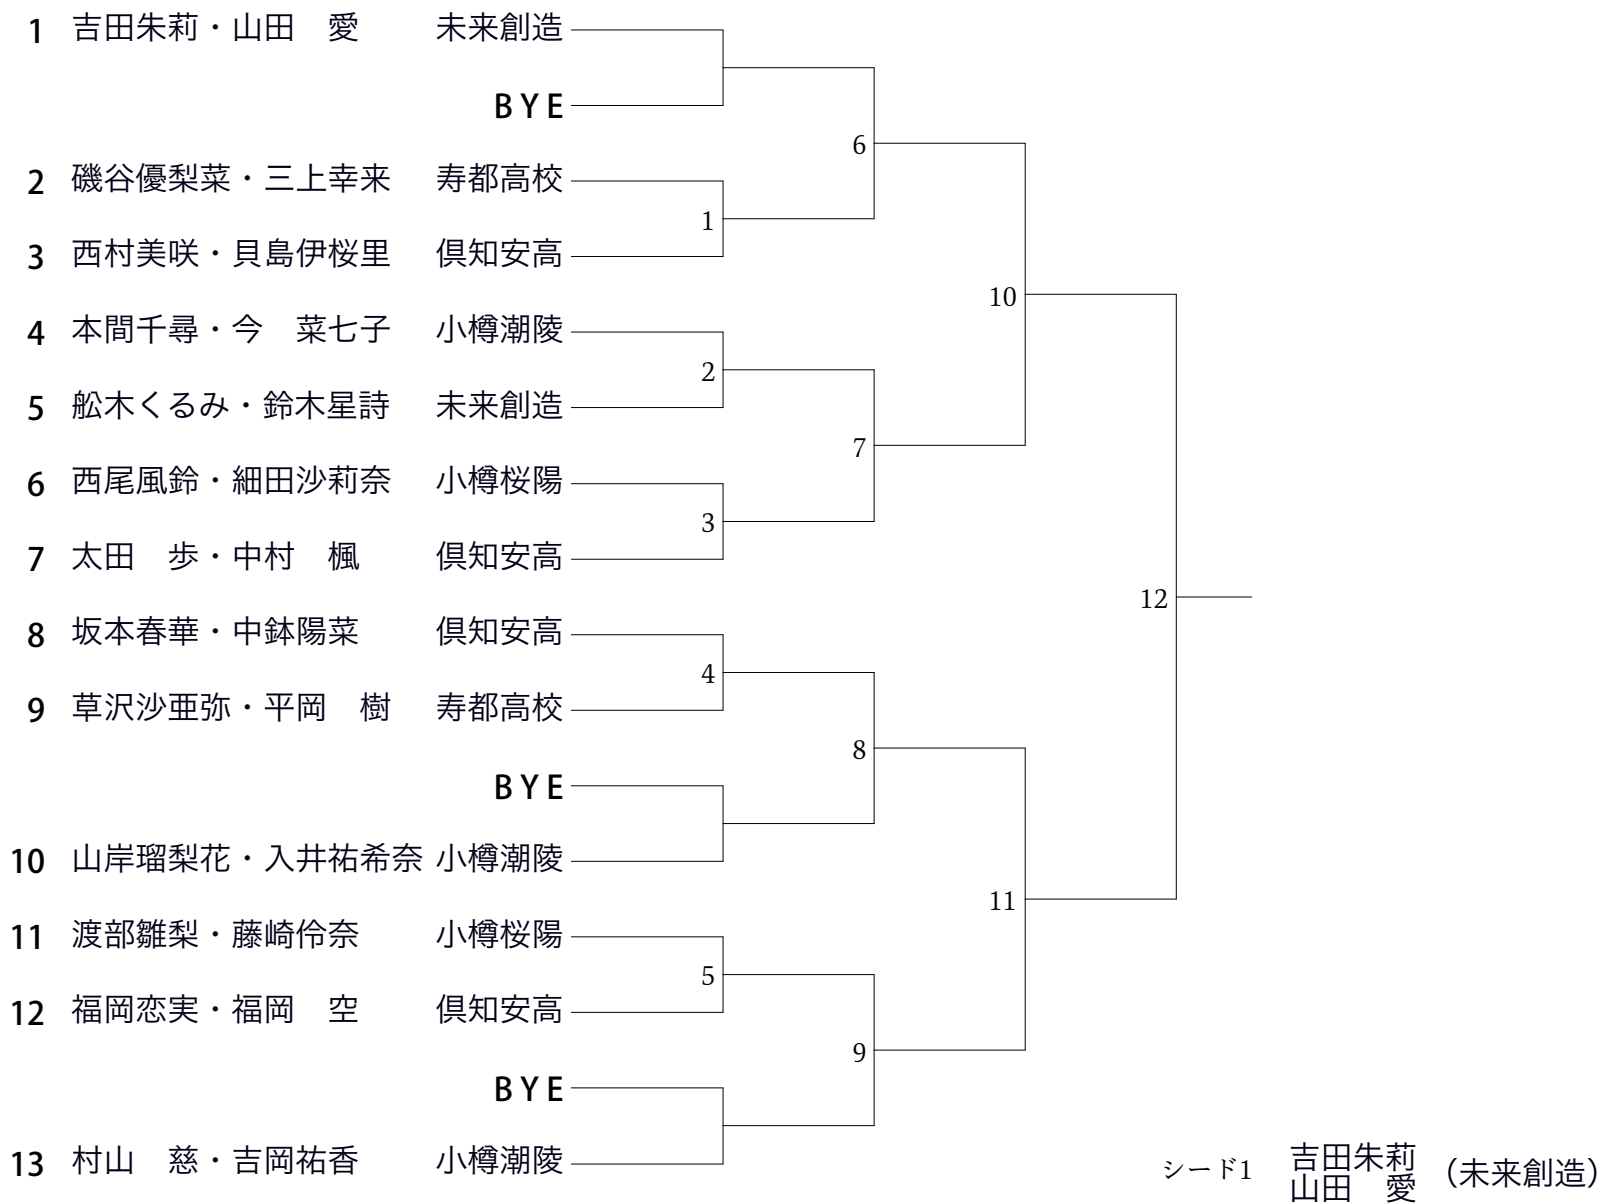 1 吉田朱莉・山田　愛 未来創造
BYE
6
2 磯谷優梨菜・三上幸来 寿都高校
1
3 西村美咲・貝島伊桜里 倶知安高
10
4 本間千尋・今　菜七子 小樽潮陵
2
5 舩木くるみ・鈴木星詩 未来創造
7
6 西尾風鈴・細田沙莉奈 小樽桜陽
3
7 太田　歩・中村　楓 倶知安高
12
8 坂本春華・中鉢陽菜 倶知安高
4
9 草沢沙亜弥・平岡　樹 寿都高校
8
BYE
10 山岸瑠梨花・入井祐希奈 小樽潮陵
11
11 渡部雛梨・藤崎伶奈 小樽桜陽
5
12 福岡恋実・福岡　空 倶知安高
9
BYE
13 村山　慈・吉岡祐香 小樽潮陵
シード1 吉田朱莉 （未来創造）
山田　愛